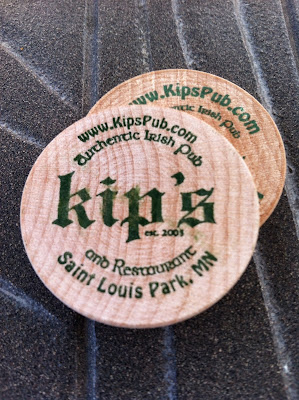 www.KipsPub.com
Authentic Irish Pub
kip's
est. 2005
and Restaurant
Saint Louis Park, MN
www.KipsPub.com
Authentic Irish Pub